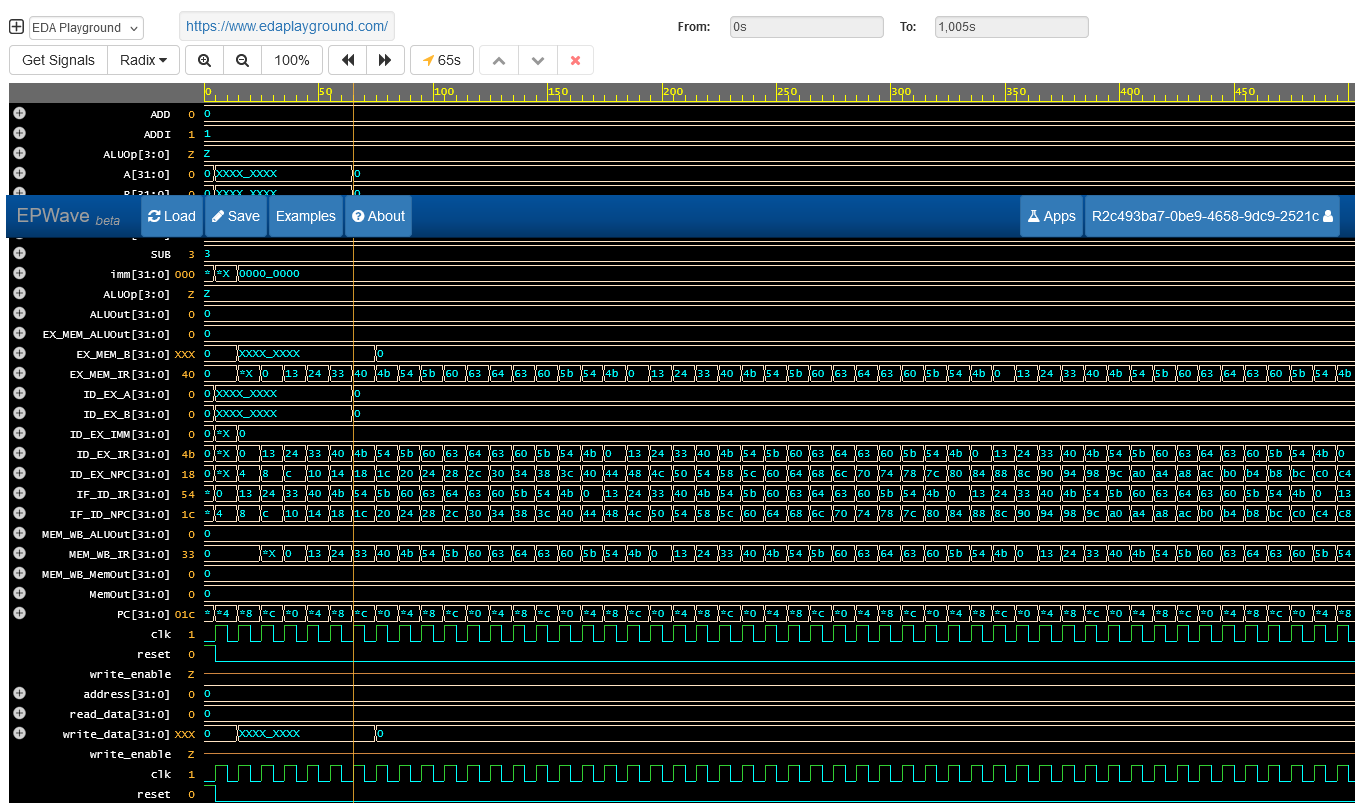 EDA Playground https://www.edaplayground.com/ From: 0s To: 1,005s
Get Signals Radix 100% 65s
0 50 100 150 200 250 300 350 400 450
ADD 0 0
ADDI 1 1
ALUOp[3:0] Z Z
A[31:0] 0 0 XXXX_XXXX 0
B[31:0] 0 0 XXXX_XXXX 0
EPWave beta Load Save Examples About Apps R2c493ba7-0be9-4658-9dc9-2521c
SUB 3 3
imm[31:0] 000 * *X 0000_0000
ALUOp[3:0] Z Z
ALUOut[31:0] 0 0
EX_MEM_ALUOut[31:0] 0 0
EX_MEM_B[31:0] XXX 0 XXXX_XXXX 0
EX_MEM_IR[31:0] 40 0 *X 0 13 24 33 40 4b 54 5b 60 63 64 63 60 5b 54 4b 0 13 24 33 40 4b 54 5b 60 63 64 63 60 5b 54 4b 0 13 24 33 40 4b 54 5b 60 63 64 63 60 5b 54 4b
ID_EX_A[31:0] 0 0 XXXX_XXXX 0
ID_EX_B[31:0] 0 0 XXXX_XXXX 0
ID_EX_IMM[31:0] 0 0 *X 0
ID_EX_IR[31:0] 4b 0 *X 0 13 24 33 40 4b 54 5b 60 63 64 63 60 5b 54 4b 0 13 24 33 40 4b 54 5b 60 63 64 63 60 5b 54 4b 0 13 24 33 40 4b 54 5b 60 63 64 63 60 5b 54 4b 0
ID_EX_NPC[31:0] 18 0 *X 4 8 c 10 14 18 1c 20 24 28 2c 30 34 38 3c 40 44 48 4c 50 54 58 5c 60 64 68 6c 70 74 78 7c 80 84 88 8c 90 94 98 9c a0 a4 a8 ac b0 b4 b8 bc c0 c4
IF_ID_IR[31:0] 54 * 0 13 24 33 40 4b 54 5b 60 63 64 63 60 5b 54 4b 0 13 24 33 40 4b 54 5b 60 63 64 63 60 5b 54 4b 0 13 24 33 40 4b 54 5b 60 63 64 63 60 5b 54 4b 0 13
IF_ID_NPC[31:0] 1c * 4 8 c 10 14 18 1c 20 24 28 2c 30 34 38 3c 40 44 48 4c 50 54 58 5c 60 64 68 6c 70 74 78 7c 80 84 88 8c 90 94 98 9c a0 a4 a8 ac b0 b4 b8 bc c0 c4 c8
MEM_WB_ALUOut[31:0] 0 0
MEM_WB_IR[31:0] 33 0 *X 0 13 24 33 40 4b 54 5b 60 63 64 63 60 5b 54 4b 0 13 24 33 40 4b 54 5b 60 63 64 63 60 5b 54 4b 0 13 24 33 40 4b 54 5b 60 63 64 63 60 5b 54
MEM_WB_MemOut[31:0] 0 0
MemOut[31:0] 0 0
PC[31:0] 01c * *4 *8 *c *0 *4 *8 *c *0 *4 *8 *c *0 *4 *8 *c *0 *4 *8 *c *0 *4 *8 *c *0 *4 *8 *c *0 *4 *8 *c *0 *4 *8 *c *0 *4 *8 *c *0 *4 *8 *c *0 *4 *8 *c *0 *4 *8
clk 1
reset 0
write_enable Z
address[31:0] 0 0
read_data[31:0] 0 0
write_data[31:0] XXX 0 XXXX_XXXX 0
write_enable Z
clk 1
reset 0